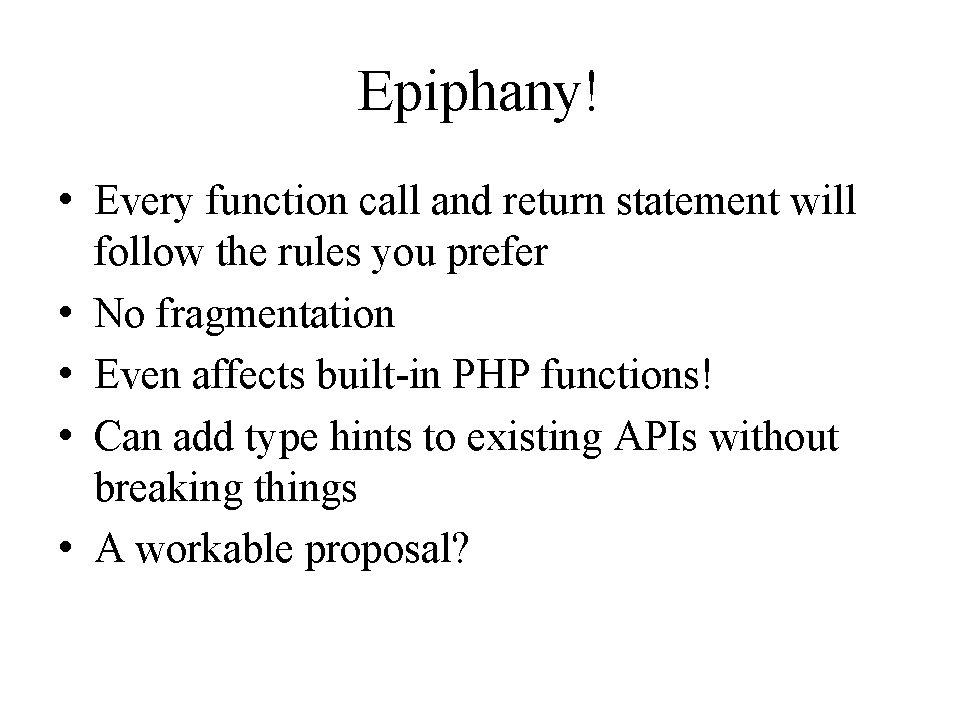 Epiphany!
• Every function call and return statement will
follow the rules you prefer
• No fragmentation
• Even affects built-in PHP functions!
• Can add type hints to existing APIs without
breaking things
• A workable proposal?